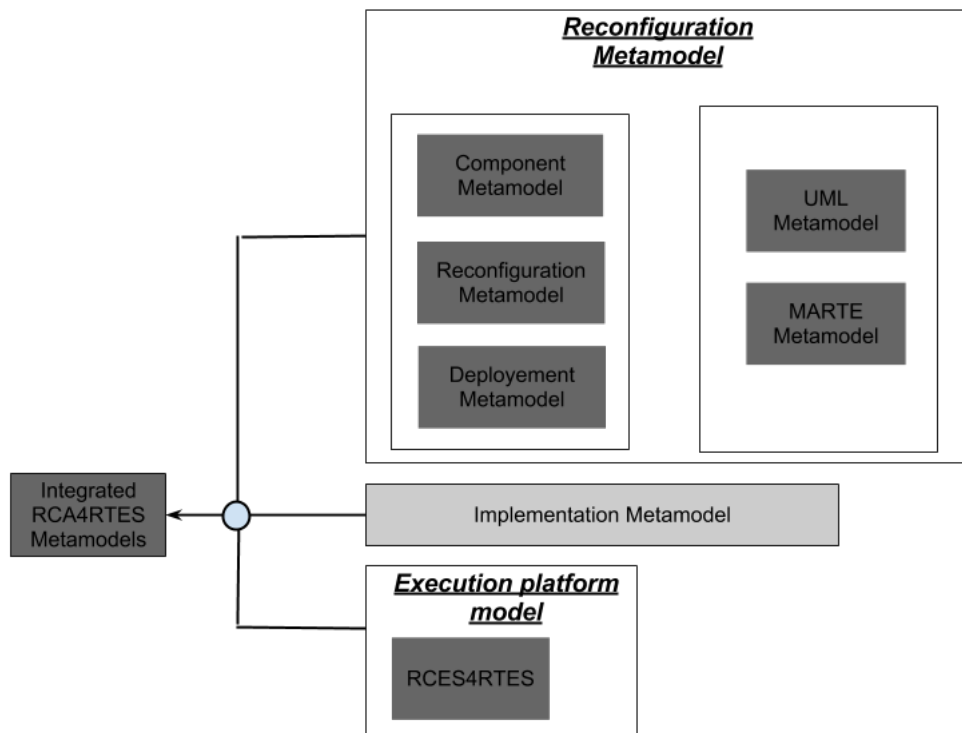 Reconfiguration
Metamodel
Component
Metamodel
Reconfiguration
Metamodel
Deployement
Metamodel
UML
Metamodel
MARTE
Metamodel
Integrated
RCA4RTES
Metamodels
Implementation Metamodel
Execution platform
model
RCES4RTES